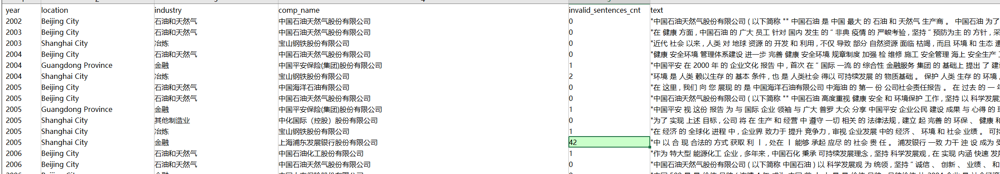 year location industry comp_name invalid_sentences_cnt text
2002 Beijing City 石油和天然气 中国石油天然气股份有限公司 0 "中国石油天然气股份有限公司 ( 以下简称 "" 中国石油 是 中国 最大 的 石油 和 天然气 生产商 。 中国石油 为了
2003 Beijing City 石油和天然气 中国石油天然气股份有限公司 0 "在 健康 方面 , 中国石油 的 广大 员工 针对 国内 发生 的 “ 非典 疫情 的 严峻考验 , 坚持 “ 预防为主 的 方针 , 采
2003 Shanghai City 冶炼 宝山钢铁股份有限公司 0 "近代 社会 以来 , 人类 对 地球 资源 的 开发 和 利用 , 不仅 导致 部分 自然资源 面临 枯竭 , 而且 环境 和 生态 遭
2004 Beijing City 石油和天然气 中国石油天然气股份有限公司 0 "健康 安全环境 管理体系建设 进一步 完善 健康 安全环境 规章制度 加强 检 维修 施工 安全管理 海上 安全生产
2004 Guangdong Province 金融 中国平安保险(集团)股份有限公司 1 "中国平安 在 2000 年 的 企业文化 报告 中 , 首次 在 “ 国际 一流 的 综合性 金融服务 集团 的 基础上 提出 了 建设
2004 Shanghai City 冶炼 宝山钢铁股份有限公司 2 "环境 是 人类 赖以生存 的 基本 条件 , 也 是 人类社会 得以 可持续发展 的 物质基础 。 保护 人类 生存 的 环境 ,
2005 Beijing City 石油和天然气 中国海洋石油有限公司 0 "在 这里 , 我们 向 您 展现 的 是 中国海洋石油有限公司 中海油 的 第一 份 公司社会责任报告 。 在 过去 的 一 年
2005 Beijing City 石油和天然气 中国石油天然气股份有限公司 0 "中国石油天然气股份有限公司 ( 以下简称 "" 中国石油 高度重视 健康 安全 和 环境保护 工作 , 坚持 以 科学发展
2005 Guangdong Province 金融 中国平安保险(集团)股份有限公司 1 "中国平安 视 这份 报告 为 与 国际 企业 领袖 与 广大 普罗 大众 分享 中国平安 企业公民 建设 成果 与 心得 的
2005 Shanghai City 其他制造业 中化国际（控股）股份有限公司 0 "为了 实现 上述 目标 , 公司 将 在 生产 和 经营 中 遵守 一切 相关 的 法律法规 , 建立 起 完善 的 环保 、 健康 和
2005 Shanghai City 冶炼 宝山钢铁股份有限公司 1 "在 经济 的 全球化 进程 中 , 企业界 致力于 提升 竞争力 , 审视 企业发展 中的 经济 、 环境 和 社会 业绩 。 可持
2005 Shanghai City 金融 上海浦东发展银行股份有限公司 42 "中 以 合 现 合法的 方式 获取 利 丨 , 处在 丨 能够 承起 应尽 的 社会 贵 任 。 浦发银行 一致 力干 迚 设 成为 受
2006 Beijing City 石油和天然气 中国石油化工股份有限公司 1 "作为 特大型 能源化工 企业 , 多年来 , 中国石化 秉承 可持续发展理念 , 坚持 科学发展观 , 在 实现 内涵 快速 发展
2006 Beijing City 石油和天然气 中国石油天然气股份有限公司 0 "中国石油天然气股份有限公司 ( 以下简称 中国石油 ) 以 科学发展观 为 统领 , 坚持 “ 诚信 、 创新 、 业绩 、 和